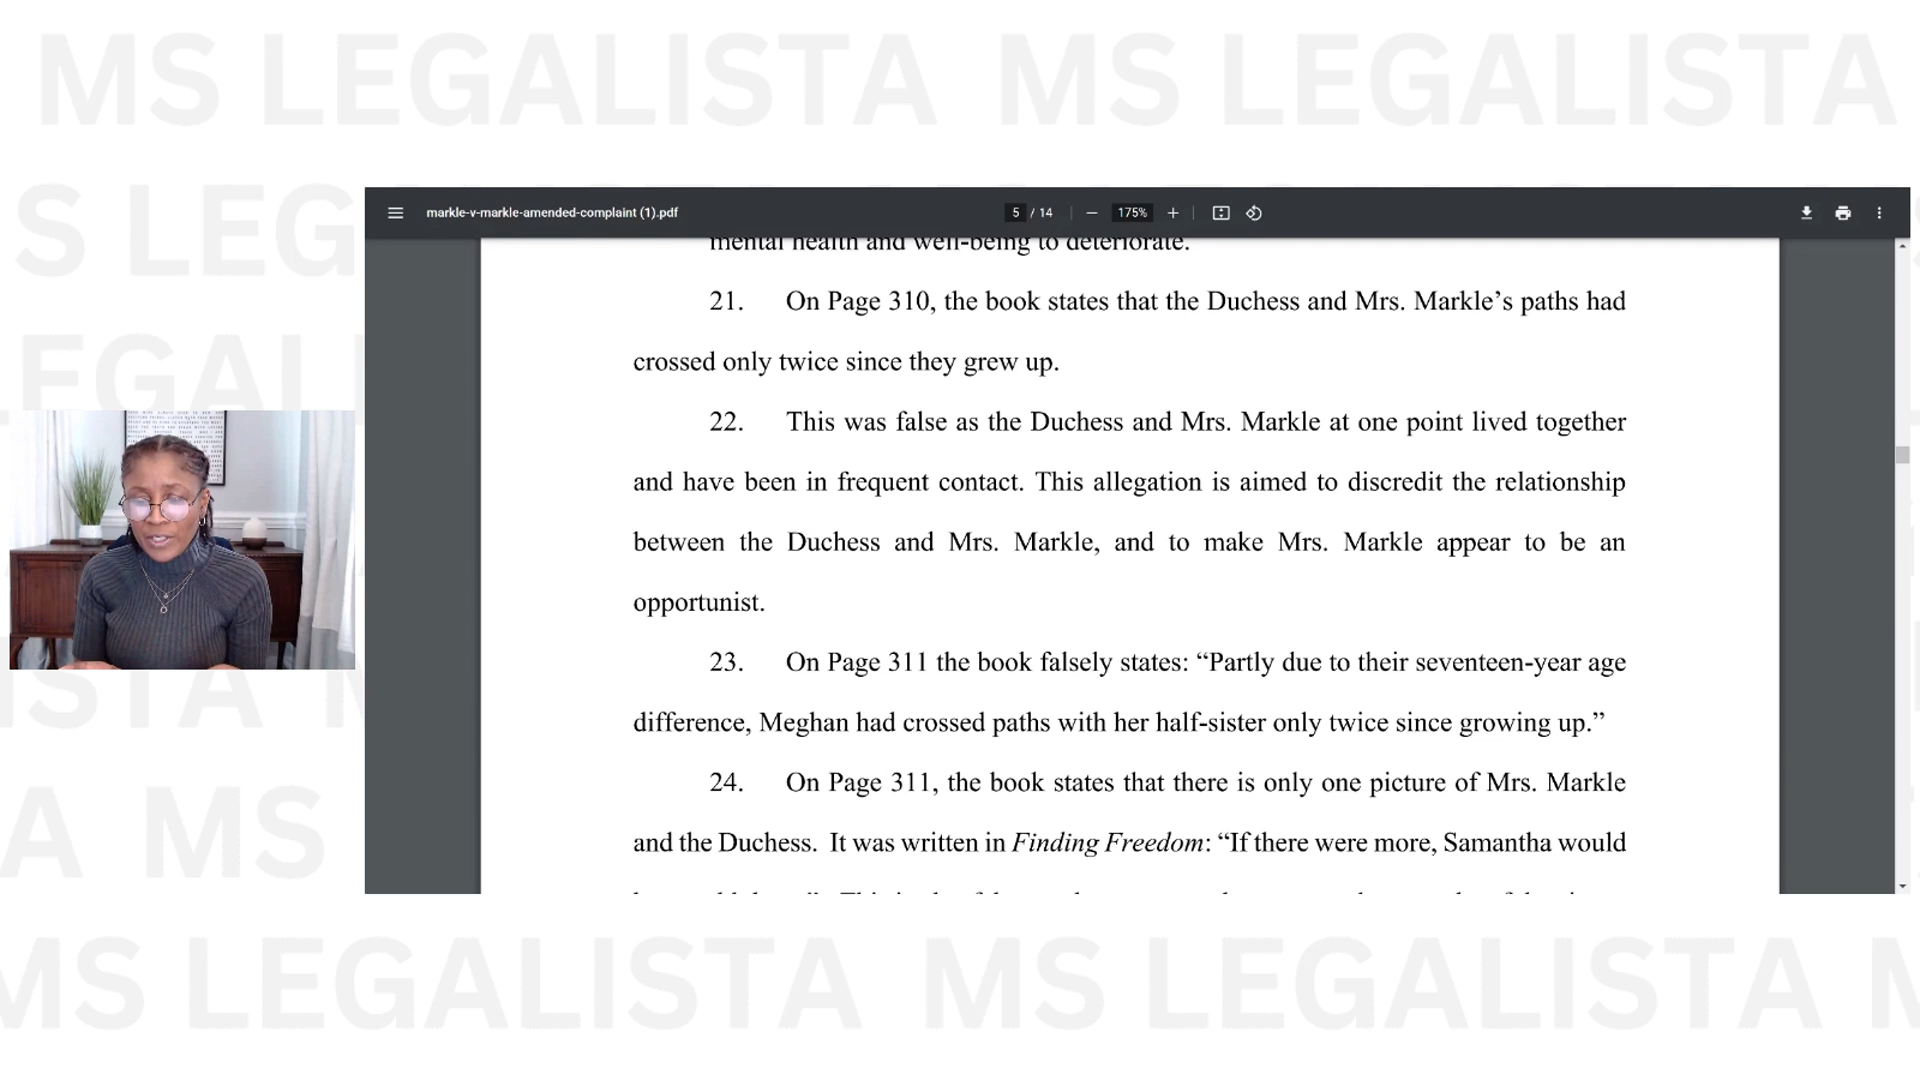 MS LEGALISTA MS LEGALISTA
S LEG
markle-v-markle-amended-complaint (1).pdf
5 / 14
175%
mental health and well-being to deteriorate.
21. On Page 310, the book states that the Duchess and Mrs. Markle’s paths had
crossed only twice since they grew up.
22. This was false as the Duchess and Mrs. Markle at one point lived together
and have been in frequent contact. This allegation is aimed to discredit the relationship
between the Duchess and Mrs. Markle, and to make Mrs. Markle appear to be an
opportunist.
23. On Page 311 the book falsely states: “Partly due to their seventeen-year age
difference, Meghan had crossed paths with her half-sister only twice since growing up.”
24. On Page 311, the book states that there is only one picture of Mrs. Markle
and the Duchess. It was written in Finding Freedom: “If there were more, Samantha would
EGALI
ISTA M
A MS
MS LEGALISTA MS LEGALISTA M